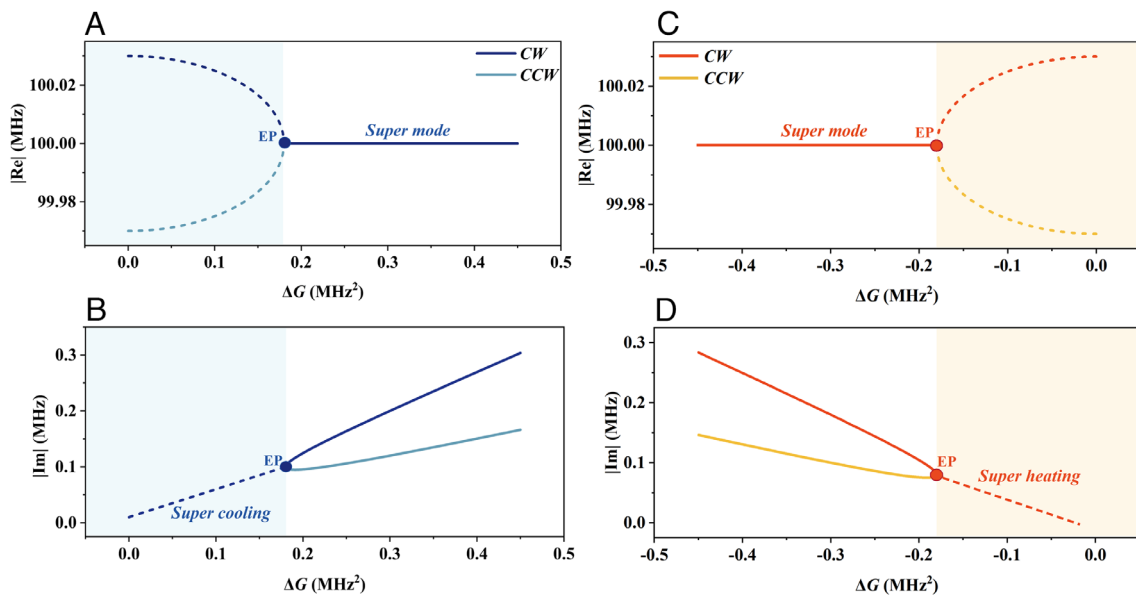 A
CW
CCW
100.02
100.00
99.98
|Re| (MHz)
EP
Super mode
0.0 0.1 0.2 0.3 0.4 0.5
ΔG (MHz²)
C
CW
CCW
100.02
100.00
99.98
|Re| (MHz)
Super mode
EP
-0.5 -0.4 -0.3 -0.2 -0.1 0.0
ΔG (MHz²)
B
0.3
0.2
0.1
0.0
|Im| (MHz)
EP
Super cooling
0.0 0.1 0.2 0.3 0.4 0.5
ΔG (MHz²)
D
0.3
0.2
0.1
0.0
|Im| (MHz)
EP
Super heating
-0.5 -0.4 -0.3 -0.2 -0.1 0.0
ΔG (MHz²)